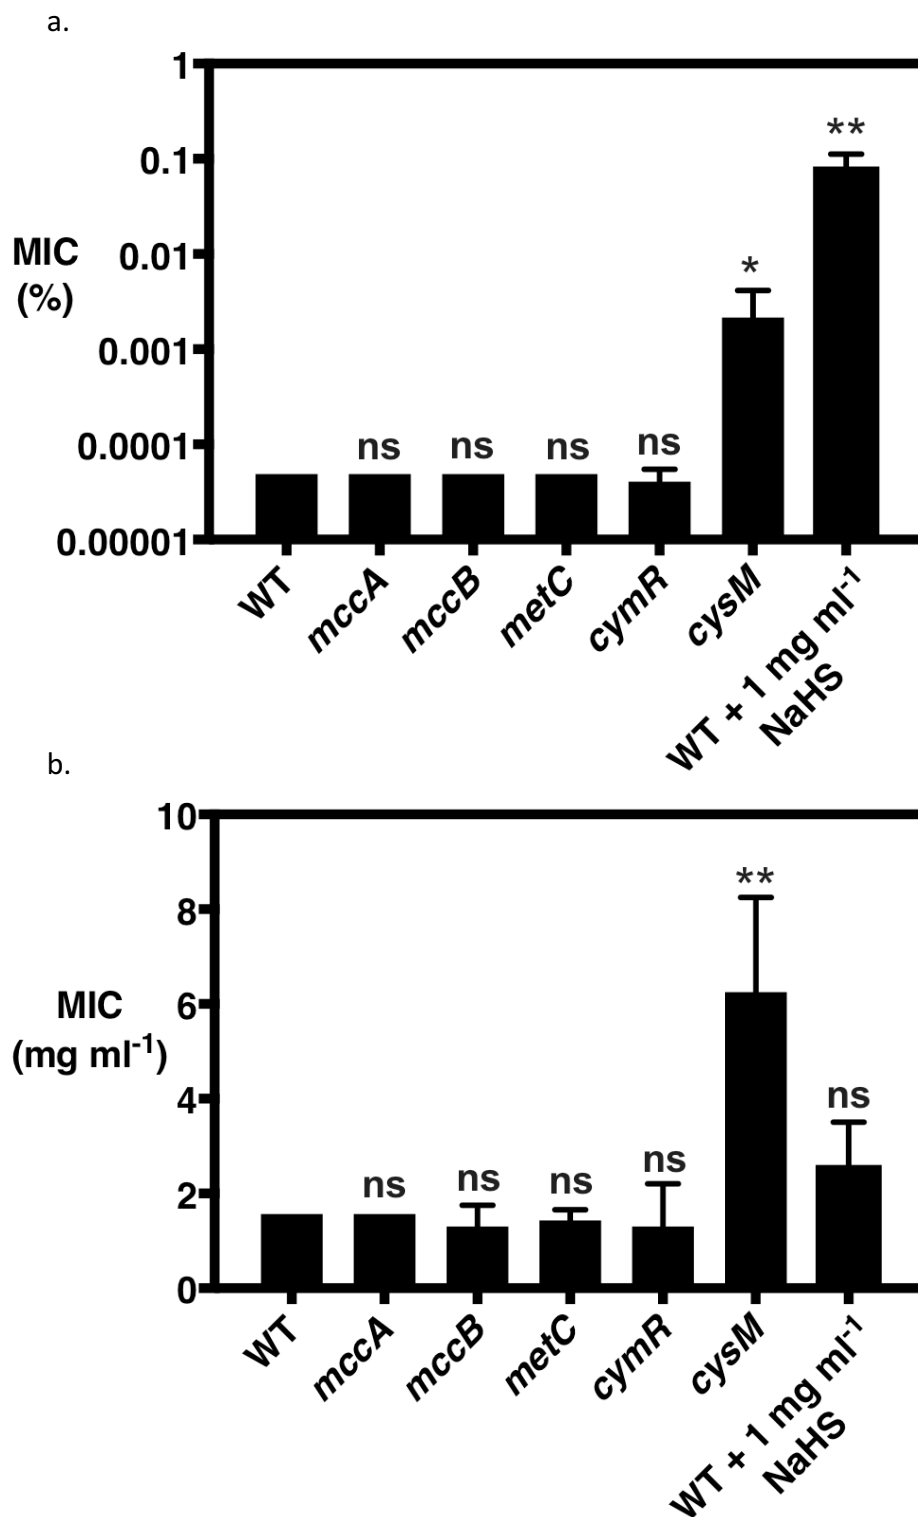 a.
1
0.1
0.01
0.001
0.0001
0.00001
MIC
(%)
ns
ns
ns
ns
*
**
WT
mccA
mccB
metC
cymR
cysM
WT + 1 mg ml⁻¹
NaHS
b.
10
8
6
4
2
0
MIC
(mg ml⁻¹)
ns
ns
ns
ns
**
ns
WT
mccA
mccB
metC
cymR
cysM
WT + 1 mg ml⁻¹
NaHS